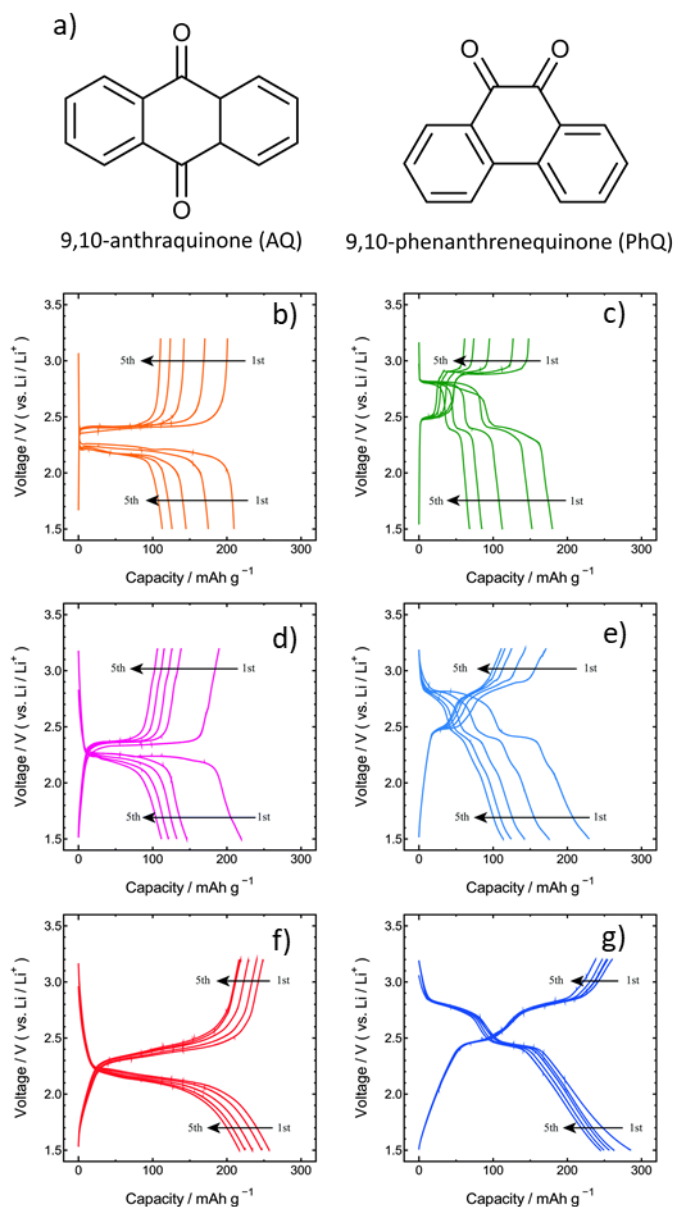 a)
O
O
O O
9,10-anthraquinone (AQ)
9,10-phenanthrenequinone (PhQ)
b)
3.5
3.0
2.5
2.0
1.5
Voltage / V ( vs. Li / Li⁺ )
5th 1st
5th 1st
0 100 200 300
Capacity / mAh g⁻¹
c)
3.5
3.0
2.5
2.0
1.5
Voltage / V ( vs. Li / Li⁺ )
5th 1st
5th 1st
0 100 200 300
Capacity / mAh g⁻¹
d)
3.5
3.0
2.5
2.0
1.5
Voltage / V ( vs. Li / Li⁺ )
5th 1st
5th 1st
0 100 200 300
Capacity / mAh g⁻¹
e)
3.5
3.0
2.5
2.0
1.5
Voltage / V ( vs. Li / Li⁺ )
5th 1st
5th 1st
0 100 200 300
Capacity / mAh g⁻¹
f)
3.5
3.0
2.5
2.0
1.5
Voltage / V ( vs. Li / Li⁺ )
5th 1st
5th 1st
0 100 200 300
Capacity / mAh g⁻¹
g)
3.5
3.0
2.5
2.0
1.5
Voltage / V ( vs. Li / Li⁺ )
5th 1st
5th 1st
0 100 200 300
Capacity / mAh g⁻¹